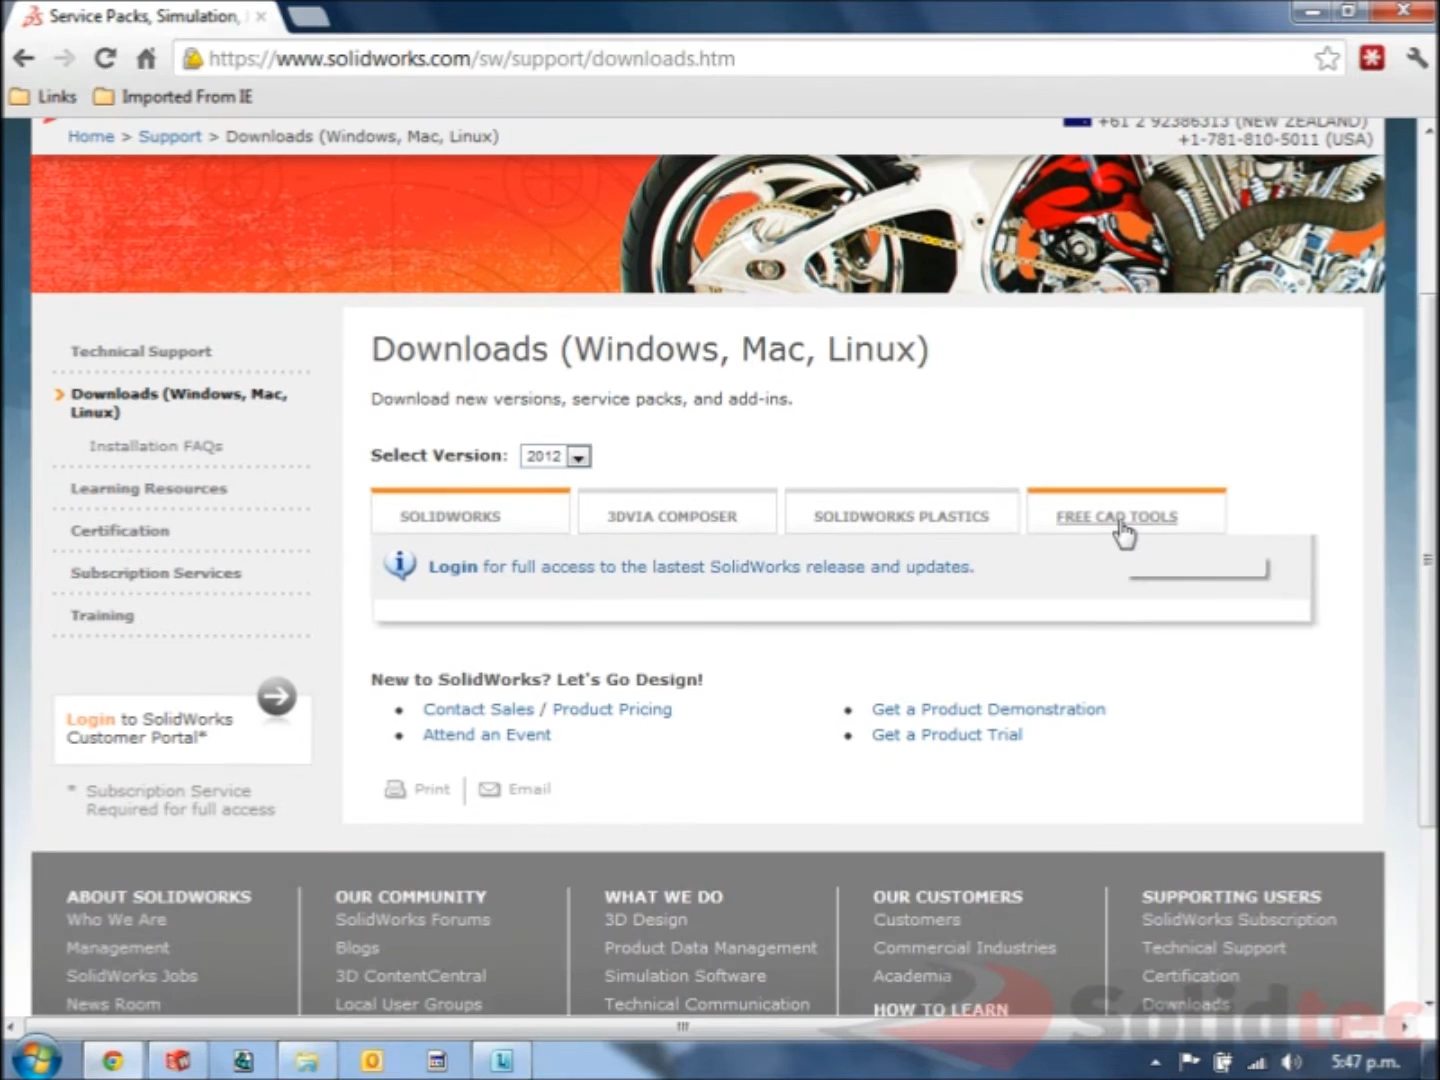 Service Packs, Simulation,
https://www.solidworks.com/sw/support/downloads.htm
Links
Imported From IE
Home > Support > Downloads (Windows, Mac, Linux)
+61 2 92386313 (NEW ZEALAND)
+1-781-810-5011 (USA)
Technical Support
Downloads (Windows, Mac,
Linux)
Installation FAQs
Learning Resources
Certification
Subscription Services
Training
Login to SolidWorks
Customer Portal*
* Subscription Service
Required for full access
Downloads (Windows, Mac, Linux)
Download new versions, service packs, and add-ins.
Select Version: 2012
SOLIDWORKS
3DVIA COMPOSER
SOLIDWORKS PLASTICS
FREE CAD TOOLS
Login for full access to the lastest SolidWorks release and updates.
New to SolidWorks? Let's Go Design!
• Contact Sales / Product Pricing
• Attend an Event
• Get a Product Demonstration
• Get a Product Trial
Print
Email
ABOUT SOLIDWORKS
Who We Are
Management
SolidWorks Jobs
News Room
OUR COMMUNITY
SolidWorks Forums
Blogs
3D ContentCentral
Local User Groups
WHAT WE DO
3D Design
Product Data Management
Simulation Software
Technical Communication
OUR CUSTOMERS
Customers
Commercial Industries
Academia
HOW TO LEARN
SUPPORTING USERS
SolidWorks Subscription
Technical Support
Certification
Downloads
Solidtec
5:47 p.m.